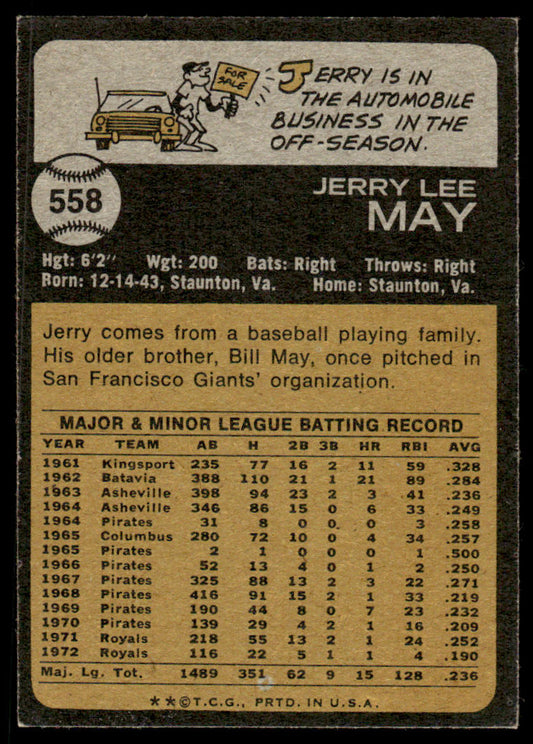 FOR
SALE
JERRY IS IN
THE AUTOMOBILE
BUSINESS IN THE
OFF-SEASON.
558
JERRY LEE
MAY
Hgt: 6'2" Wgt: 200 Bats: Right Throws: Right
Born: 12-14-43, Staunton, Va. Home: Staunton, Va.
Jerry comes from a baseball playing family.
His older brother, Bill May, once pitched in
San Francisco Giants' organization.
MAJOR & MINOR LEAGUE BATTING RECORD
YEAR TEAM AB H 2B 3B HR RBI AVG
1961 Kingsport 235 77 16 2 11 59 .328
1962 Batavia 388 110 21 1 21 89 .284
1963 Asheville 398 94 23 2 3 41 .236
1964 Asheville 346 86 15 0 6 33 .249
1964 Pirates 31 8 0 0 0 3 .258
1965 Columbus 280 72 10 0 4 34 .257
1965 Pirates 2 1 0 0 0 1 .500
1966 Pirates 52 13 4 0 1 2 .250
1967 Pirates 325 88 13 2 3 22 .271
1968 Pirates 416 91 15 2 1 33 .219
1969 Pirates 190 44 8 0 7 23 .232
1970 Pirates 139 29 4 2 1 16 .209
1971 Royals 218 55 13 2 1 24 .252
1972 Royals 116 22 5 1 1 4 .190
Maj. Lg. Tot. 1489 351 62 9 15 128 .236
**©T.C.G., PRTD. IN U.S.A.